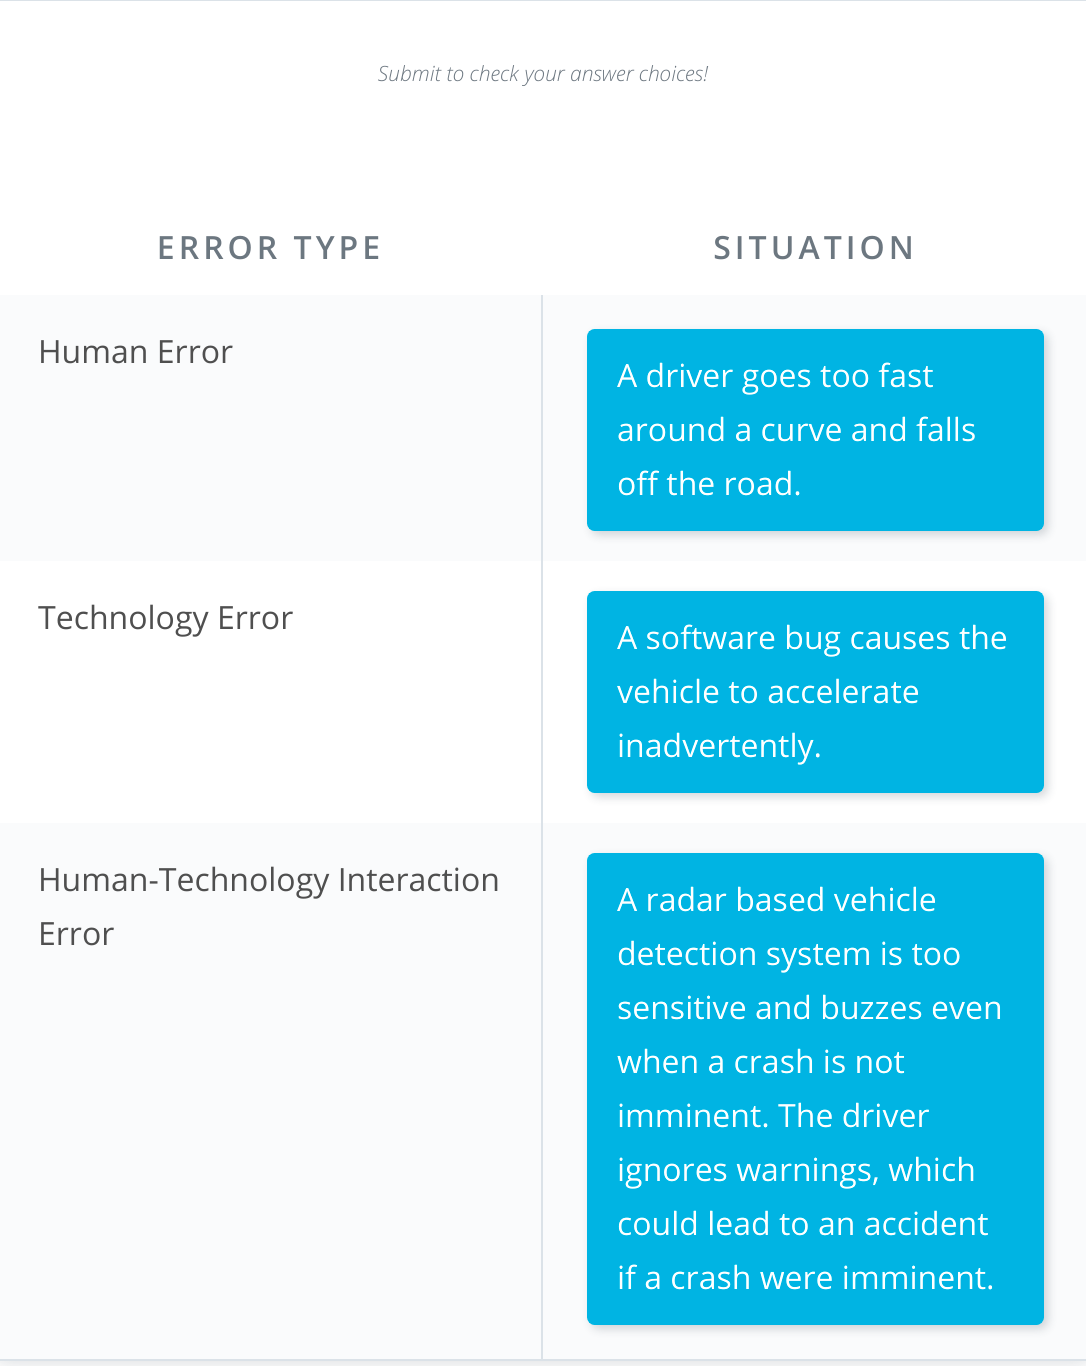 Submit to check your answer choices!
ERROR TYPE
SITUATION
Human Error
A driver goes too fast
around a curve and falls
off the road.
Technology Error
A software bug causes the
vehicle to accelerate
inadvertently.
Human-Technology Interaction
Error
A radar based vehicle
detection system is too
sensitive and buzzes even
when a crash is not
imminent. The driver
ignores warnings, which
could lead to an accident
if a crash were imminent.